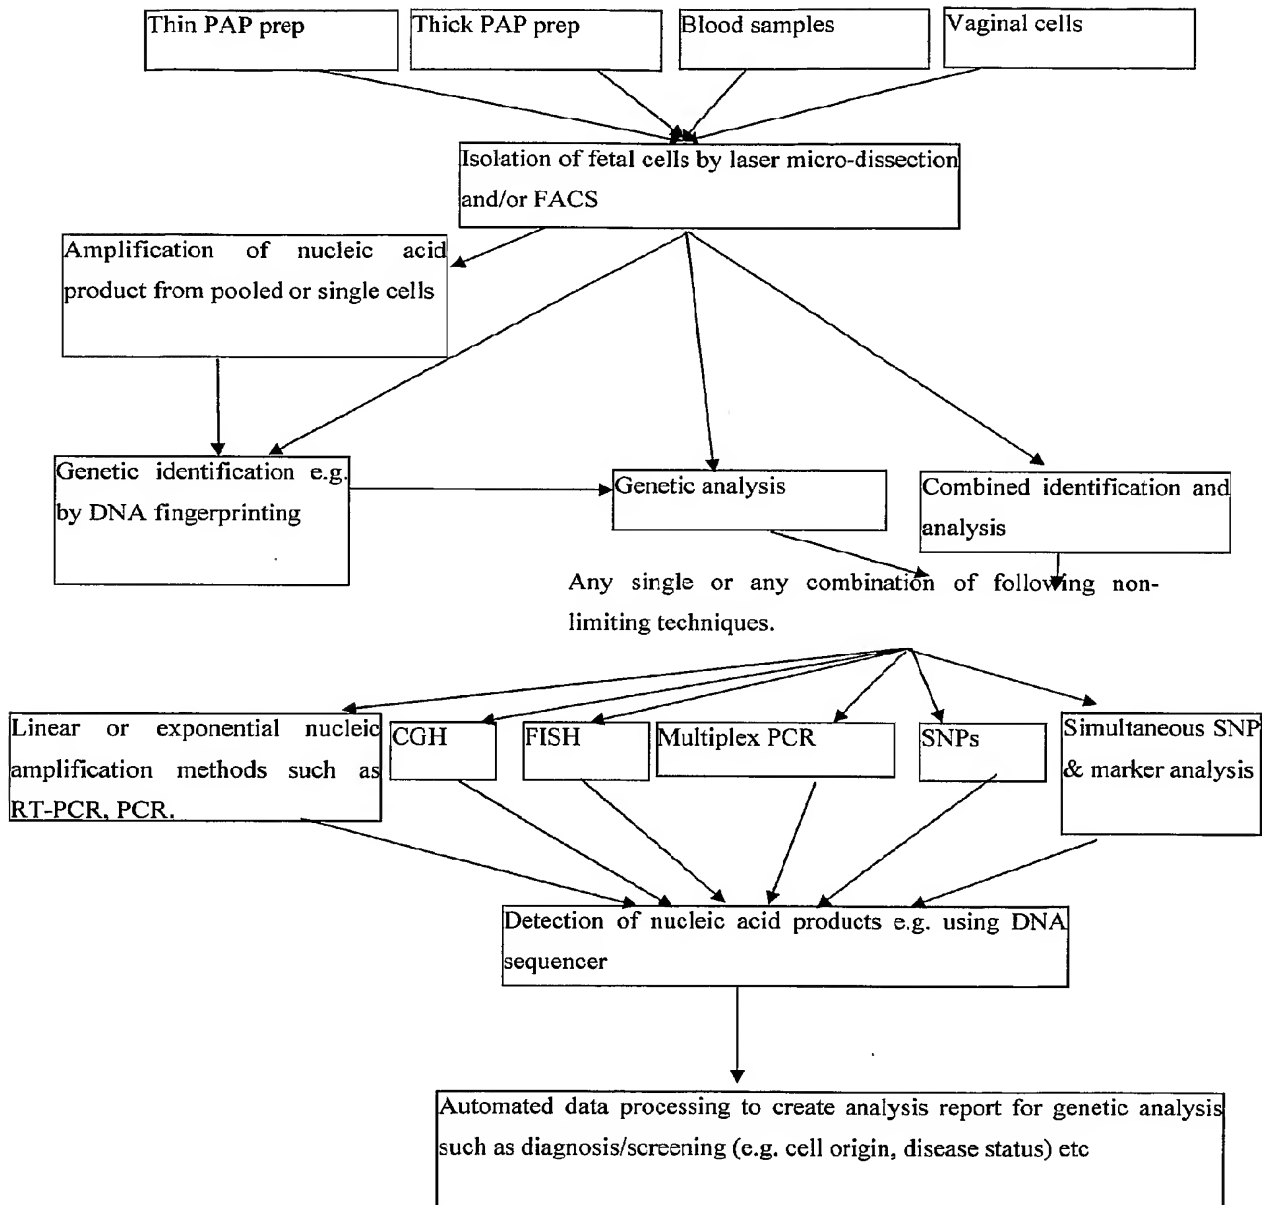 Thin PAP prep
Thick PAP prep
Blood samples
Vaginal cells
Isolation of fetal cells by laser micro-dissection
and/or FACS
Amplification of nucleic acid
product from pooled or single cells
Genetic identification e.g.
by DNA fingerprinting
Genetic analysis
Combined identification and
analysis
Any single or any combination of following non-
limiting techniques.
Linear or exponential nucleic
amplification methods such as
RT-PCR, PCR.
CGH
FISH
Multiplex PCR
SNPs
Simultaneous SNP
& marker analysis
Detection of nucleic acid products e.g. using DNA
sequencer
Automated data processing to create analysis report for genetic analysis
such as diagnosis/screening (e.g. cell origin, disease status) etc